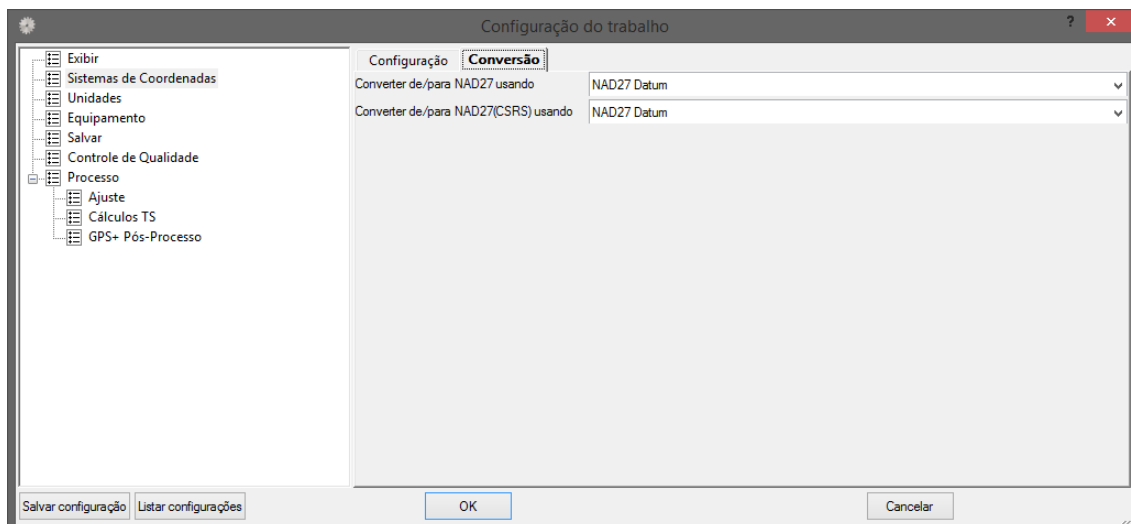 Configuração do trabalho
? ×
Exibir
Sistemas de Coordenadas
Unidades
Equipamento
Salvar
Controle de Qualidade
Processo
Ajuste
Cálculos TS
GPS+ Pós-Processo
Configuração Conversão
Converter de/para NAD27 usando NAD27 Datum
Converter de/para NAD27(CSRS) usando NAD27 Datum
Salvar configuração Listar configurações OK Cancelar